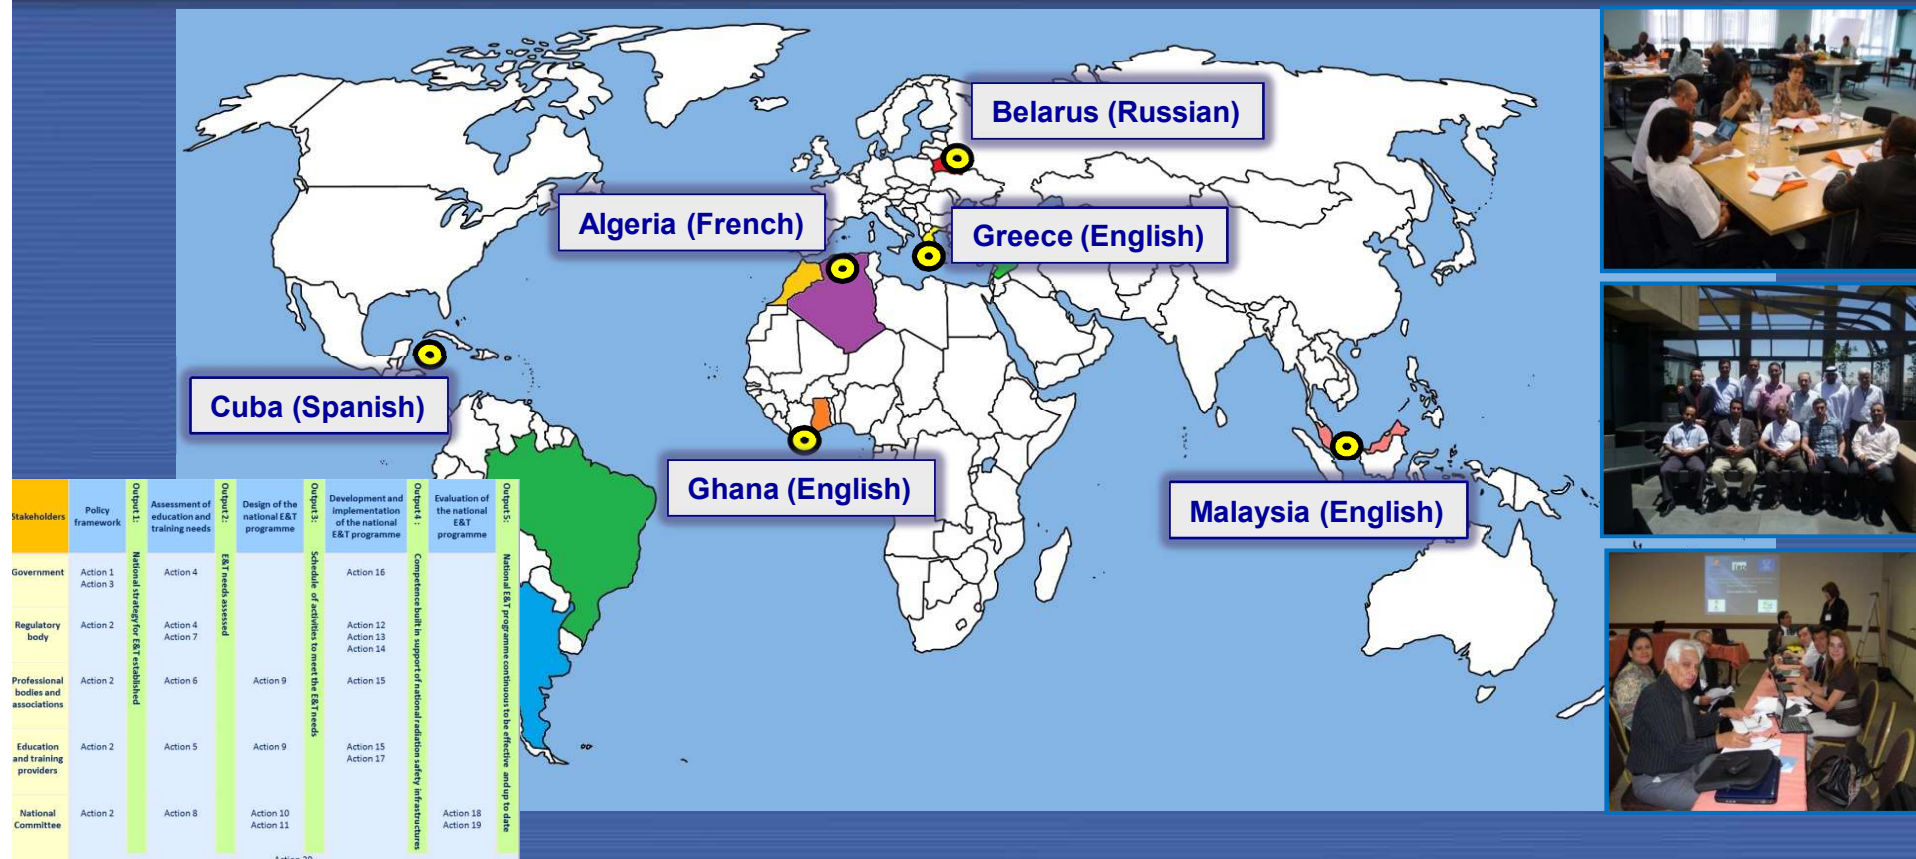 Belarus (Russian)
Algeria (French)
Greece (English)
Cuba (Spanish)
Ghana (English)
Malaysia (English)
Stakeholders
Policy
framework
Output 1: National strategy for E&T established
Assessment of
education and
training needs
Output 2: E&T needs assessed
Design of the
national E&T
programme
Output 3: Schedule of activities to meet the E&T needs
Development and
implementation
of the national
E&T programme
Output 4 : Competence built in support of national radiation safety infrastructures
Evaluation of
the national
E&T
programme
Output 5: National E&T programme continuous to be effective and up to date
Government
Action 1
Action 3
Action 4
Action 16
Regulatory
body
Action 2
Action 4
Action 7
Action 12
Action 13
Action 14
Professional
bodies and
associations
Action 2
Action 6
Action 9
Action 15
Education
and training
providers
Action 2
Action 5
Action 9
Action 15
Action 17
National
Committee
Action 2
Action 8
Action 10
Action 11
Action 18
Action 19
Action 20